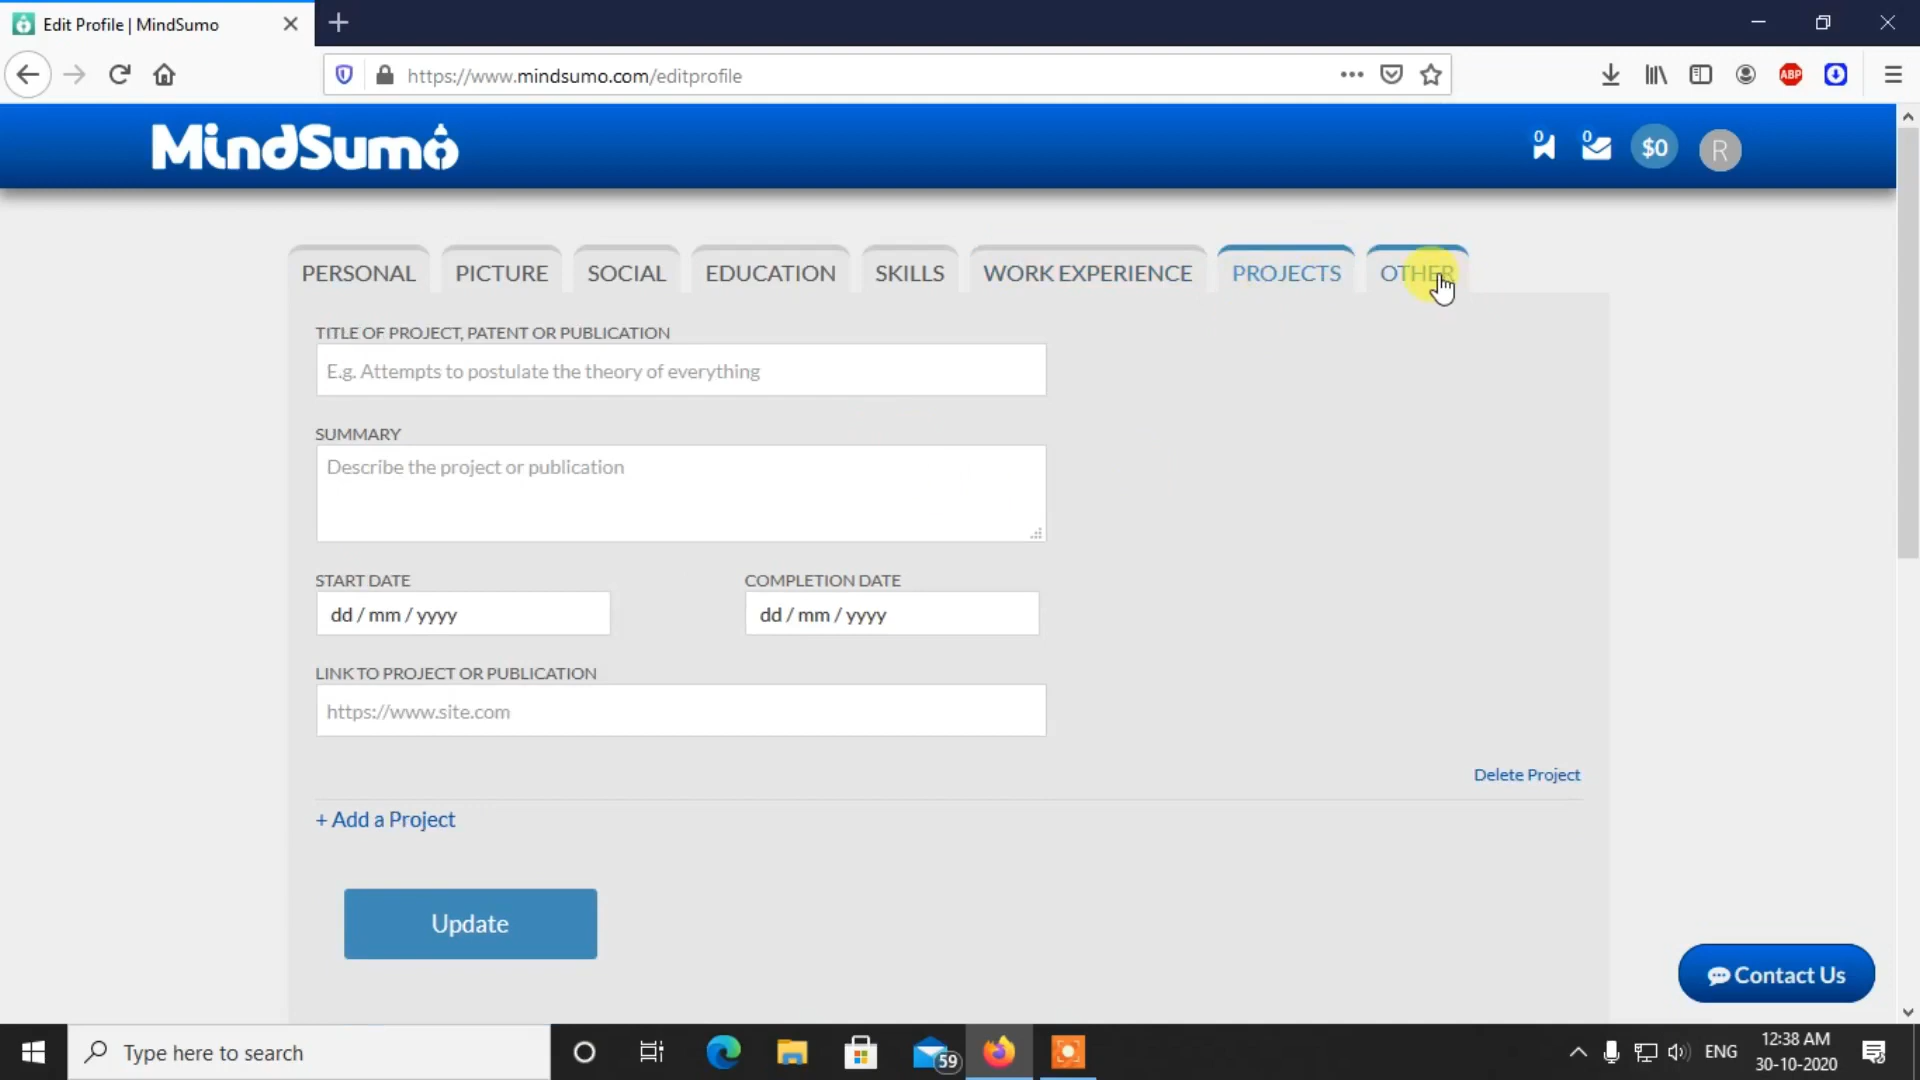 Edit Profile | MindSumo
https://www.mindsumo.com/editprofile
ABP
MindSumo
0
0
$0
R
PERSONAL
PICTURE
SOCIAL
EDUCATION
SKILLS
WORK EXPERIENCE
PROJECTS
OTHER
TITLE OF PROJECT, PATENT OR PUBLICATION
E.g. Attempts to postulate the theory of everything
SUMMARY
Describe the project or publication
START DATE
COMPLETION DATE
dd / mm / yyyy
dd / mm / yyyy
LINK TO PROJECT OR PUBLICATION
https://www.site.com
Delete Project
+ Add a Project
Update
Contact Us
Type here to search
59
ENG
12:38 AM
30-10-2020